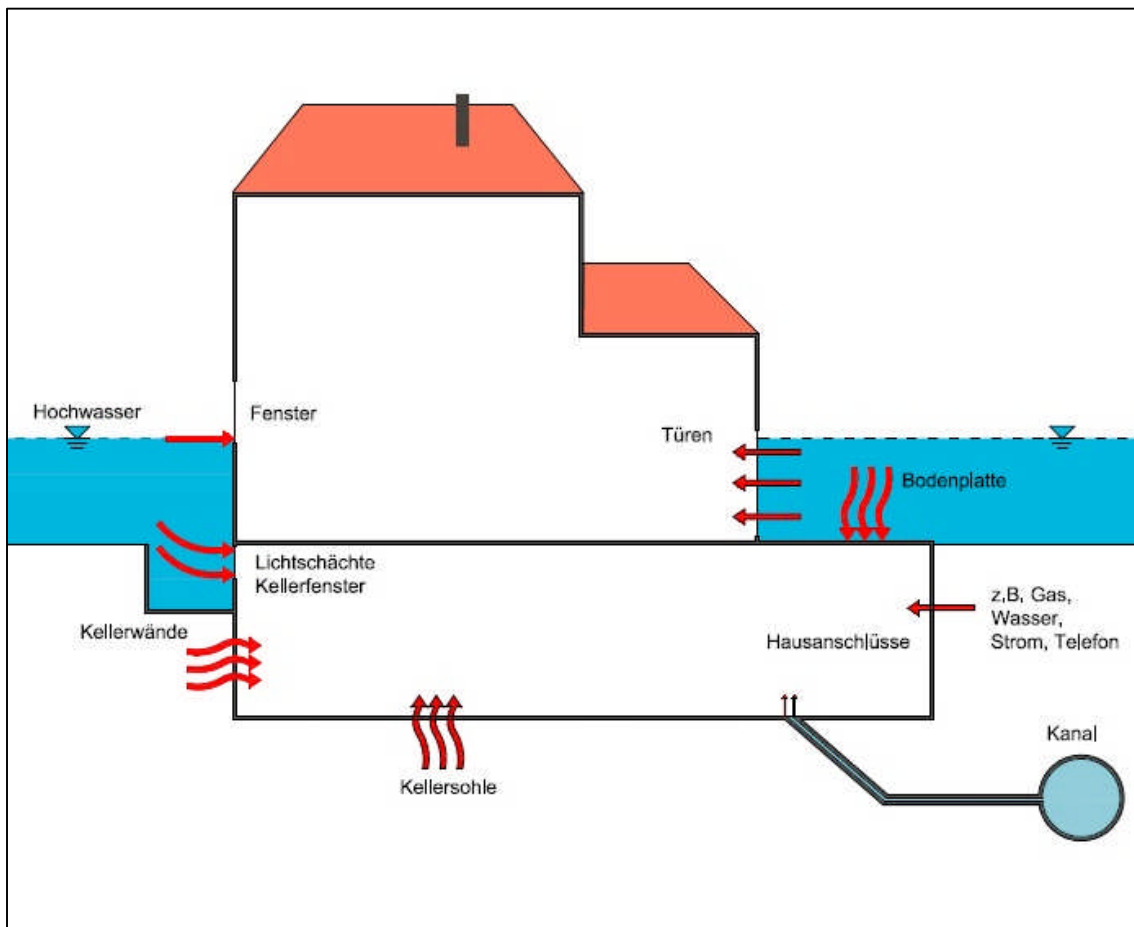 Hochwasser
Fenster
Türen
Bodenplatte
Lichtschächte
Kellerfenster
z,B, Gas,
Wasser,
Strom, Telefon
Kellerwände
Hausanschlüsse
Kanal
Kellersohle